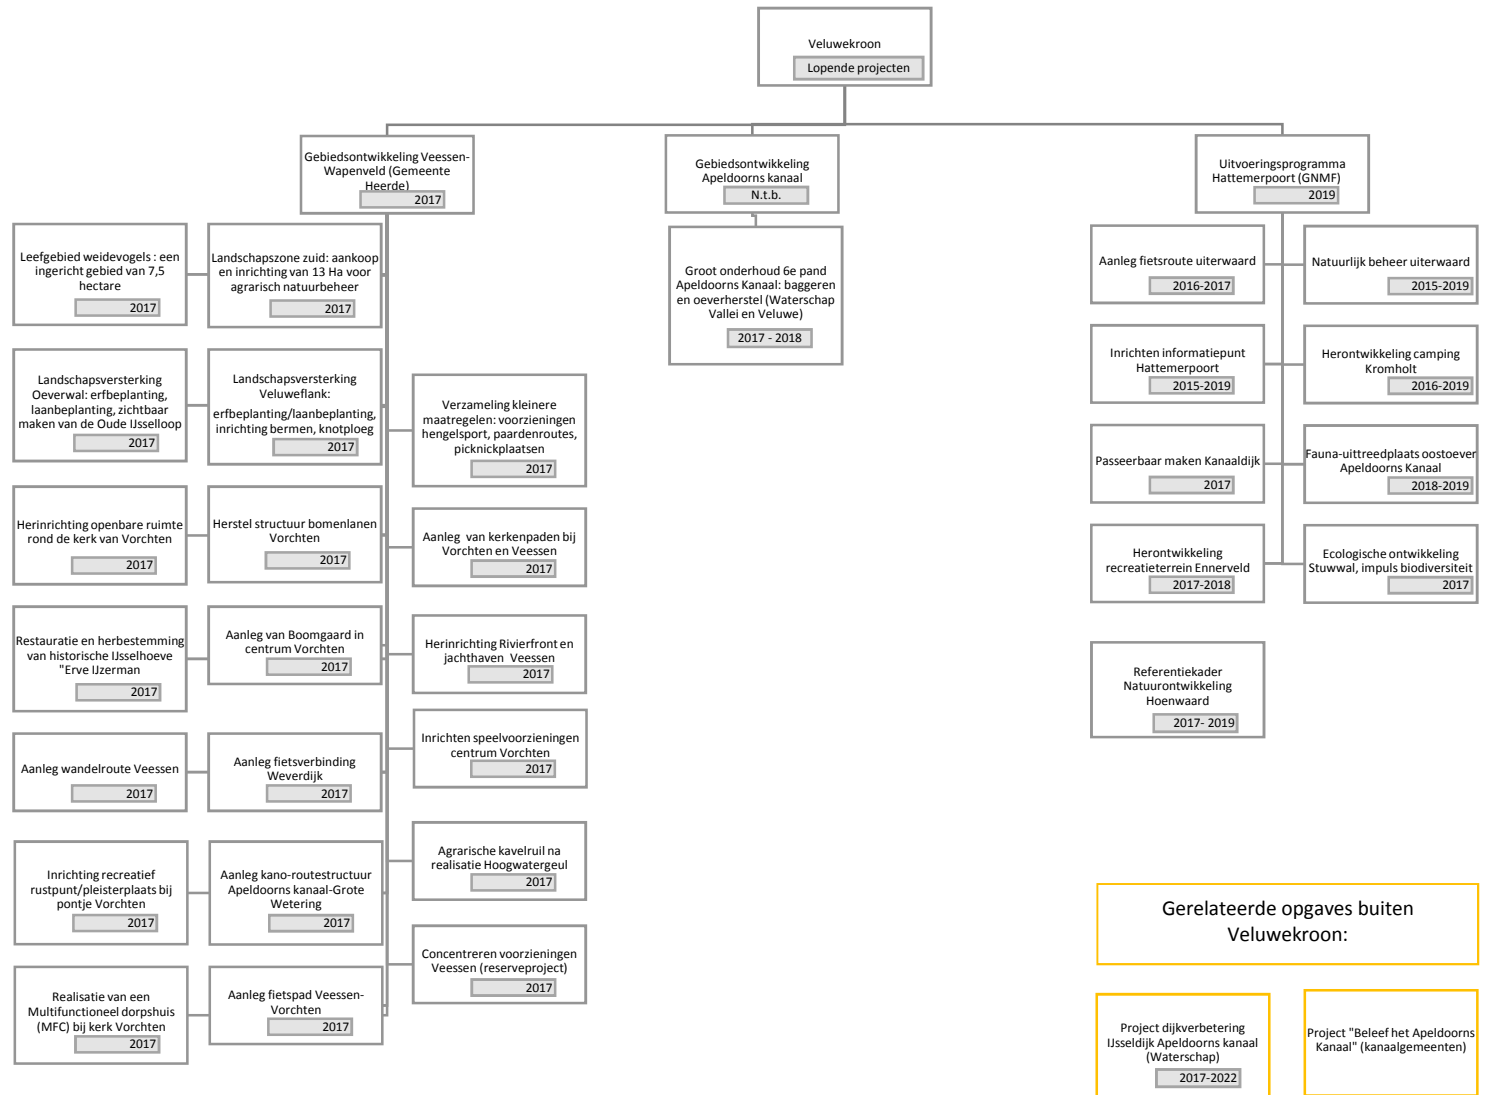 Veluwekroon
Lopende projecten
Gebiedsontwikkeling Veessen-
Wapenveld (Gemeente
Heerde)
2017
Gebiedsontwikkeling
Apeldoorns kanaal
N.t.b.
Uitvoeringsprogramma
Hattemerpoort (GNMF)
2019
Leefgebied weidevogels : een
ingericht gebied van 7,5
hectare
2017
Landschapszone zuid: aankoop
en inrichting van 13 Ha voor
agrarisch natuurbeheer
2017
Landschapsversterking
Oeverwal: erfbeplanting,
laanbeplanting, zichtbaar
maken van de Oude IJsselloop
2017
Landschapsversterking
Veluweflank:
erfbeplanting/laanbeplanting,
inrichting bermen, knotploeg
2017
Verzameling kleinere
maatregelen: voorzieningen
hengelsport, paardenroutes,
picknickplaatsen
2017
Herinrichting openbare ruimte
rond de kerk van Vorchten
2017
Herstel structuur bomenlanen
Vorchten
2017
Aanleg van kerkenpaden bij
Vorchten en Veessen
2017
Restauratie en herbestemming
van historische IJsselhoeve
"Erve IJzerman
2017
Aanleg van Boomgaard in
centrum Vorchten
2017
Herinrichting Rivierfront en
jachthaven Veessen
2017
Inrichten speelvoorzieningen
centrum Vorchten
2017
Aanleg wandelroute Veessen
2017
Aanleg fietsverbinding
Weverdijk
2017
Agrarische kavelruil na
realisatie Hoogwatergeul
2017
Inrichting recreatief
rustpunt/pleisterplaats bij
pontje Vorchten
2017
Aanleg kano-routestructuur
Apeldoorns kanaal-Grote
Wetering
2017
Concentreren voorzieningen
Veessen (reserveproject)
2017
Realisatie van een
Multifunctioneel dorpshuis
(MFC) bij kerk Vorchten
2017
Aanleg fietspad Veessen-
Vorchten
2017
Groot onderhoud 6e pand
Apeldoorns Kanaal: baggeren
en oeverherstel (Waterschap
Vallei en Veluwe)
2017 - 2018
Aanleg fietsroute uiterwaard
2016-2017
Natuurlijk beheer uiterwaard
2015-2019
Inrichten informatiepunt
Hattemerpoort
2015-2019
Herontwikkeling camping
Kromholt
2016-2019
Passeerbaar maken Kanaaldijk
2017
Fauna-uittreedplaats oostoever
Apeldoorns Kanaal
2018-2019
Herontwikkeling
recreatieterrein Ennerveld
2017-2018
Ecologische ontwikkeling
Stuwwal, impuls biodiversiteit
2017
Referentiekader
Natuurontwikkeling
Hoenwaard
2017- 2019
Gerelateerde opgaves buiten
Veluwekroon:
Project dijkverbetering
IJsseldijk Apeldoorns kanaal
(Waterschap)
2017-2022
Project "Beleef het Apeldoorns
Kanaal" (kanaalgemeenten)